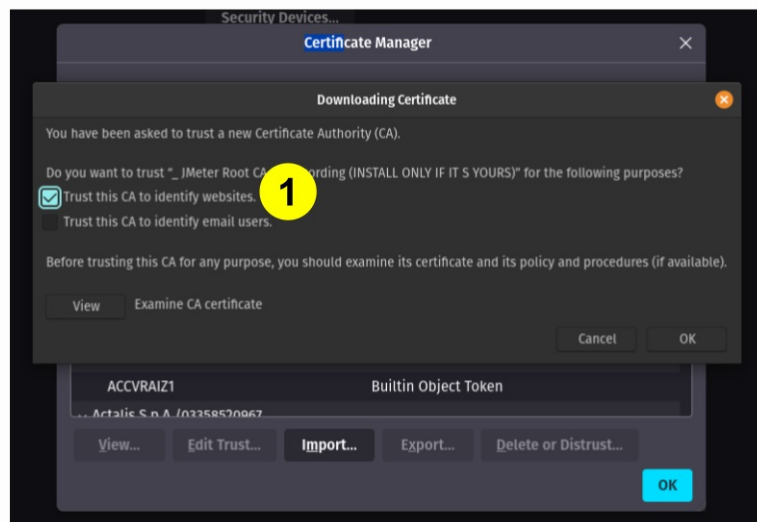 Security Devices...
Certificate Manager
Downloading Certificate
You have been asked to trust a new Certificate Authority (CA).
Do you want to trust "_ JMeter Root CA ording (INSTALL ONLY IF IT S YOURS)" for the following purposes?
Trust this CA to identify websites.
1
Trust this CA to identify email users.
Before trusting this CA for any purpose, you should examine its certificate and its policy and procedures (if available).
View Examine CA certificate
Cancel OK
ACCVRAIZ1 Builtin Object Token
Actalis S.p.A./03358520967
View... Edit Trust... Import... Export... Delete or Distrust...
OK